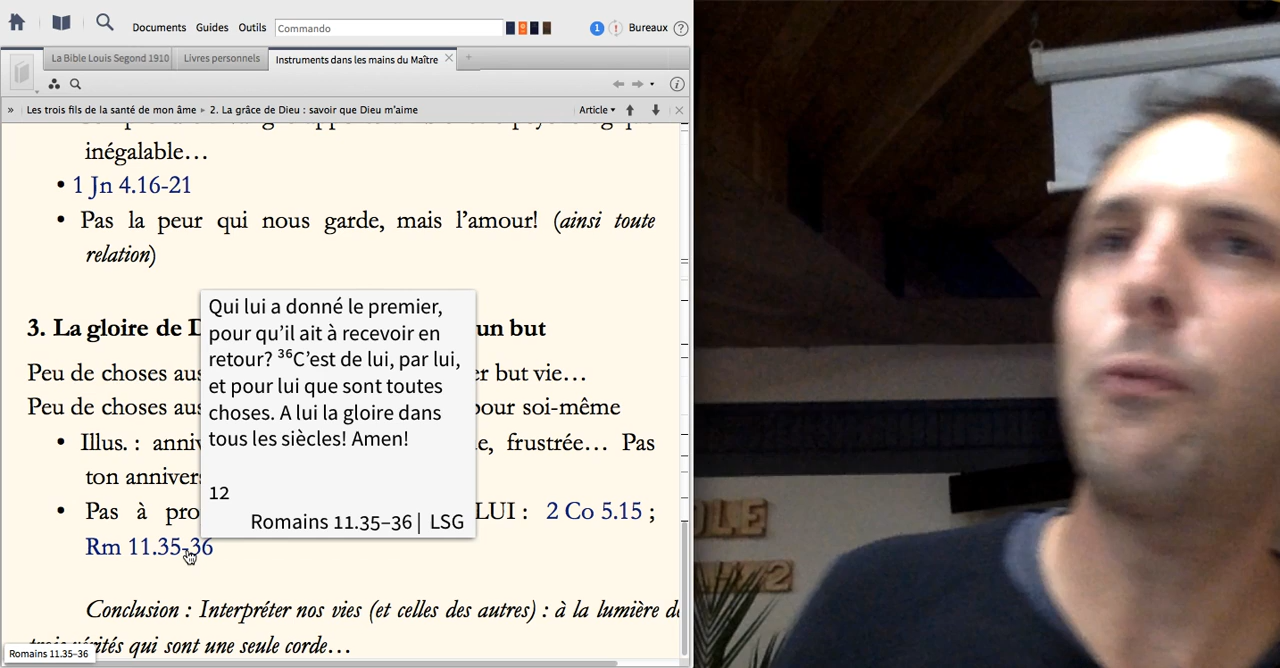 Documents Guides Outils Commando 1 ! Bureaux ?
La Bible Louis Segond 1910 Livres personnels Instruments dans les mains du Maître
» Les trois fils de la santé de mon âme ▸ 2. La grâce de Dieu : savoir que Dieu m'aime Article
inégalable…
• 1 Jn 4.16-21
• Pas la peur qui nous garde, mais l'amour! (ainsi toute
relation)
3. La gloire de D
un but
Peu de choses aus
er but vie…
Peu de choses aus
pour soi-même
• Illus. : anniv
e, frustrée… Pas
ton anniver
• Pas à pro
LUI : 2 Co 5.15 ;
Rm 11.35-36
Qui lui a donné le premier,
pour qu'il ait à recevoir en
retour? ³⁶C'est de lui, par lui,
et pour lui que sont toutes
choses. A lui la gloire dans
tous les siècles! Amen!
12
Romains 11.35–36 | LSG
Conclusion : Interpréter nos vies (et celles des autres) : à la lumière d
vérités qui sont une seule corde…
Romains 11.35–36